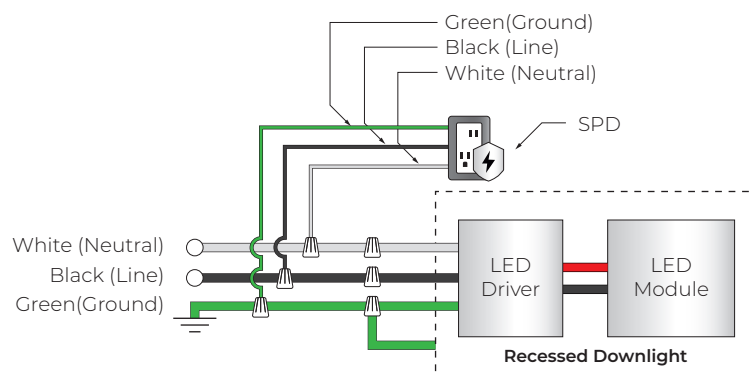 Green(Ground)
Black (Line)
White (Neutral)
SPD
White (Neutral)
Black (Line)
Green(Ground)
LED
Driver
LED
Module
Recessed Downlight